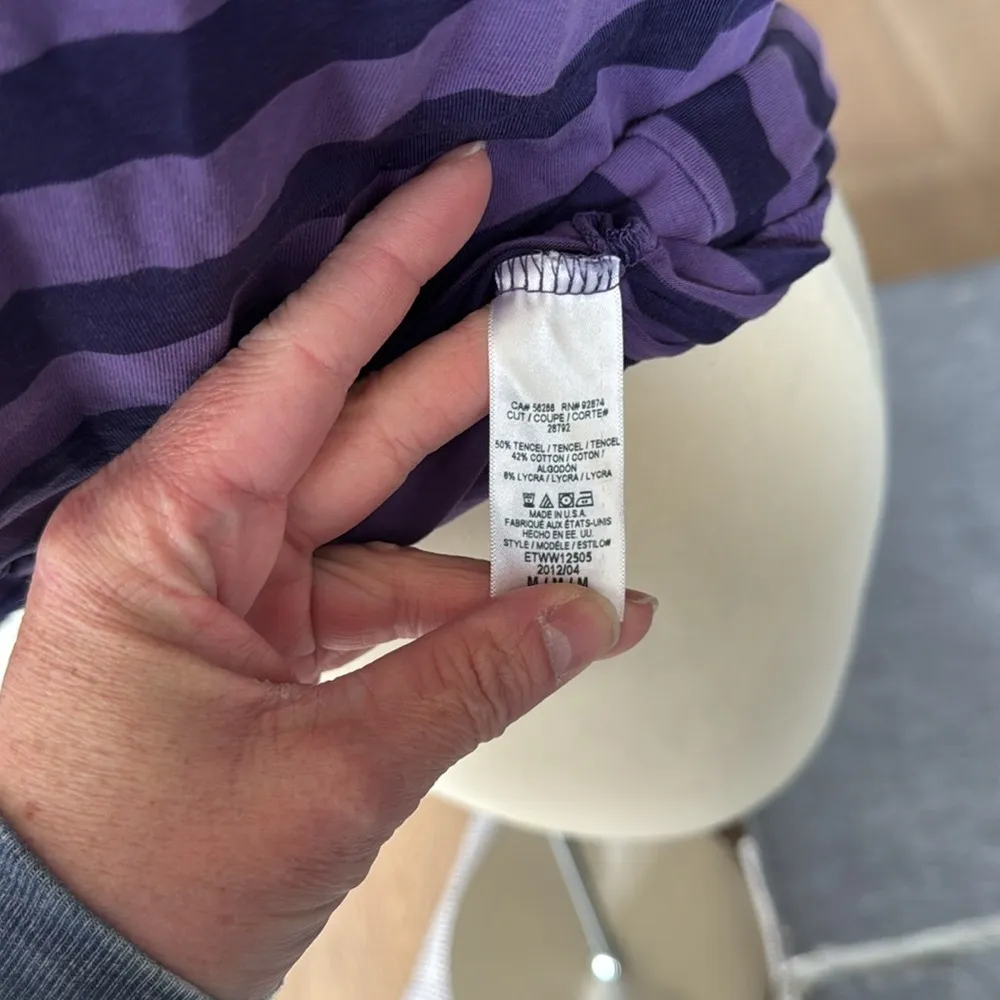 CA# 56288 RN# 92874
CUT / COUPE / CORTE#
28792
50% TENCEL / TENCEL / TENCEL
42% COTTON / COTON /
ALGODÓN
8% LYCRA / LYCRA / LYCRA
MADE IN U.S.A.
FABRIQUÉ AUX ÉTATS-UNIS
HECHO EN EE. UU.
STYLE / MODÈLE / ESTILO#
ETWW12505
2012/04
M / M / M